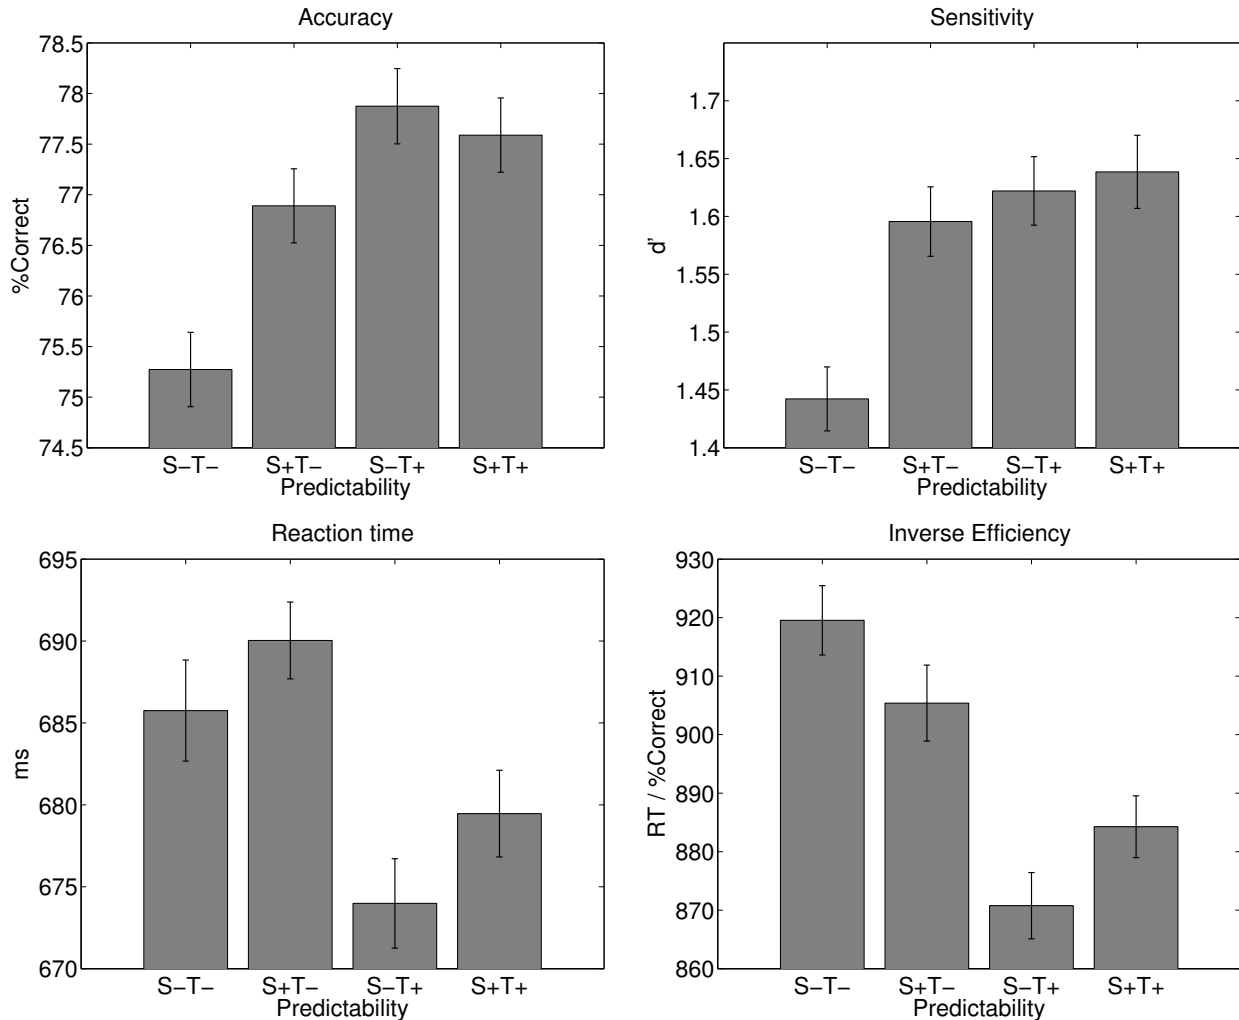 Accuracy
78.5
78
77.5
77
76.5
76
75.5
75
74.5
%Correct
S−T− S+T− S−T+ S+T+
Predictability
Sensitivity
1.7
1.65
1.6
1.55
1.5
1.45
1.4
d'
S−T− S+T− S−T+ S+T+
Predictability
Reaction time
695
690
685
680
675
670
ms
S−T− S+T− S−T+ S+T+
Predictability
Inverse Efficiency
930
920
910
900
890
880
870
860
RT / %Correct
S−T− S+T− S−T+ S+T+
Predictability